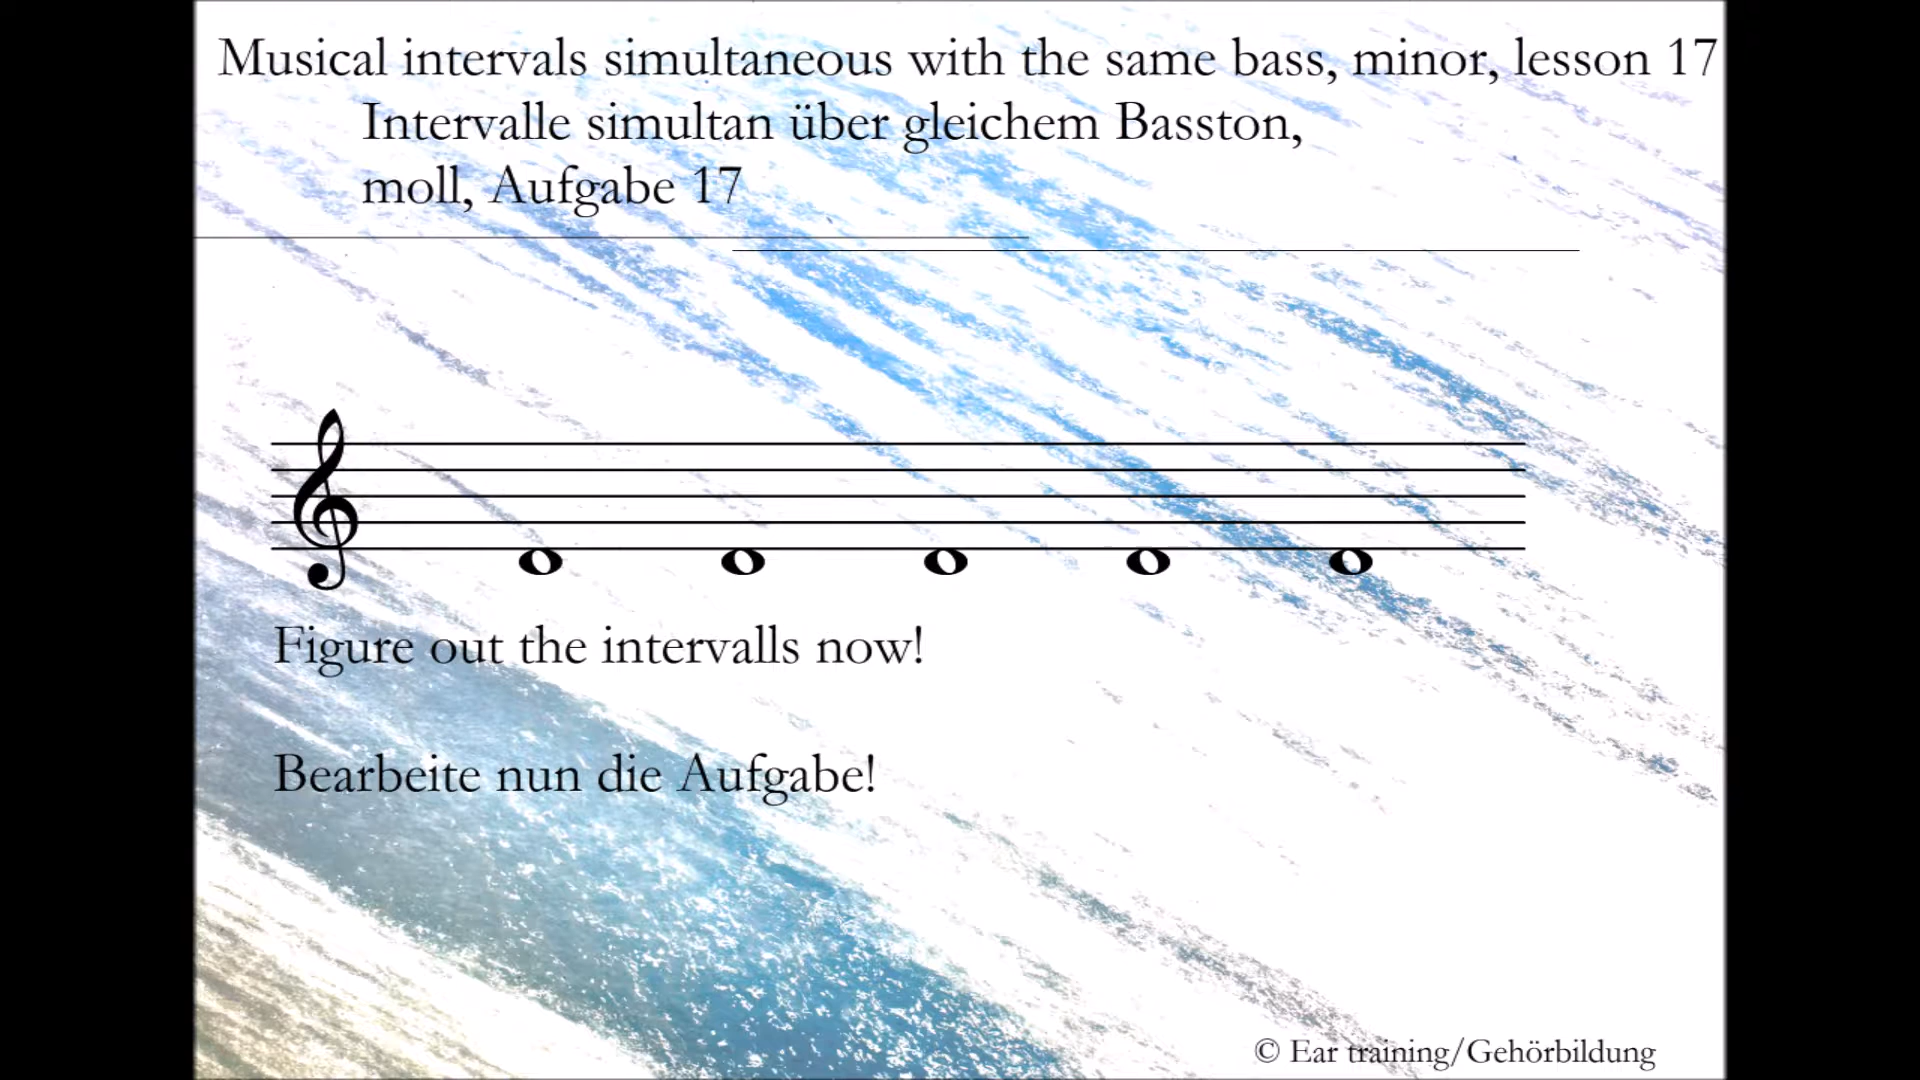 Musical intervals simultaneous with the same bass, minor, lesson 17
Intervalle simultan über gleichem Basston,
moll, Aufgabe 17
Figure out the intervalls now!
Bearbeite nun die Aufgabe!
© Ear training/Gehörbildung